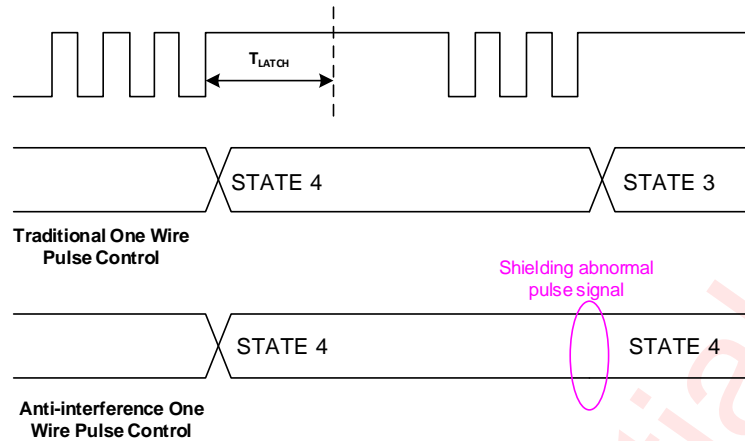 TLATCH
STATE 4
STATE 3
Traditional One Wire
Pulse Control
Shielding abnormal
pulse signal
STATE 4
STATE 4
Anti-interference One
Wire Pulse Control